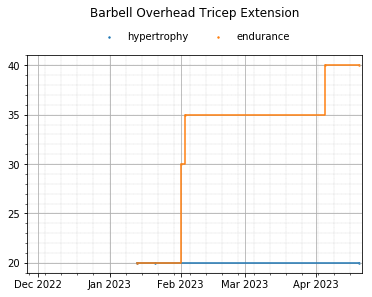 Barbell Overhead Tricep Extension
hypertrophy endurance
40
35
30
25
20
Dec 2022 Jan 2023 Feb 2023 Mar 2023 Apr 2023